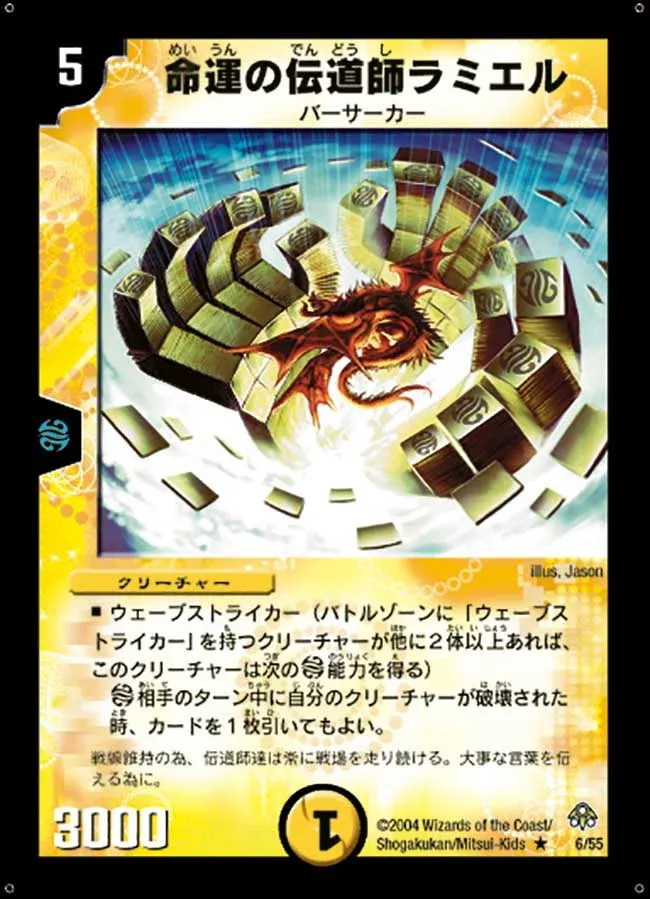 5
めい うん でん どう し
命運の伝道師ラミエル
バーサーカー
illus. Jason
クリーチャー
■ ウェーブストライカー（バトルゾーンに「ウェーブス
トライカー」を持つクリーチャーが他に２体以上あれば、
このクリーチャーは次の能力を得る）
相手のターン中に自分のクリーチャーが破壊された
時、カードを１枚引いてもよい。
戦線維持の為、伝道師達は常に戦場を走り続ける。大事な言葉を伝
える為に。
3000
1
©2004 Wizards of the Coast/
Shogakukan/Mitsui-Kids ★ 6/55